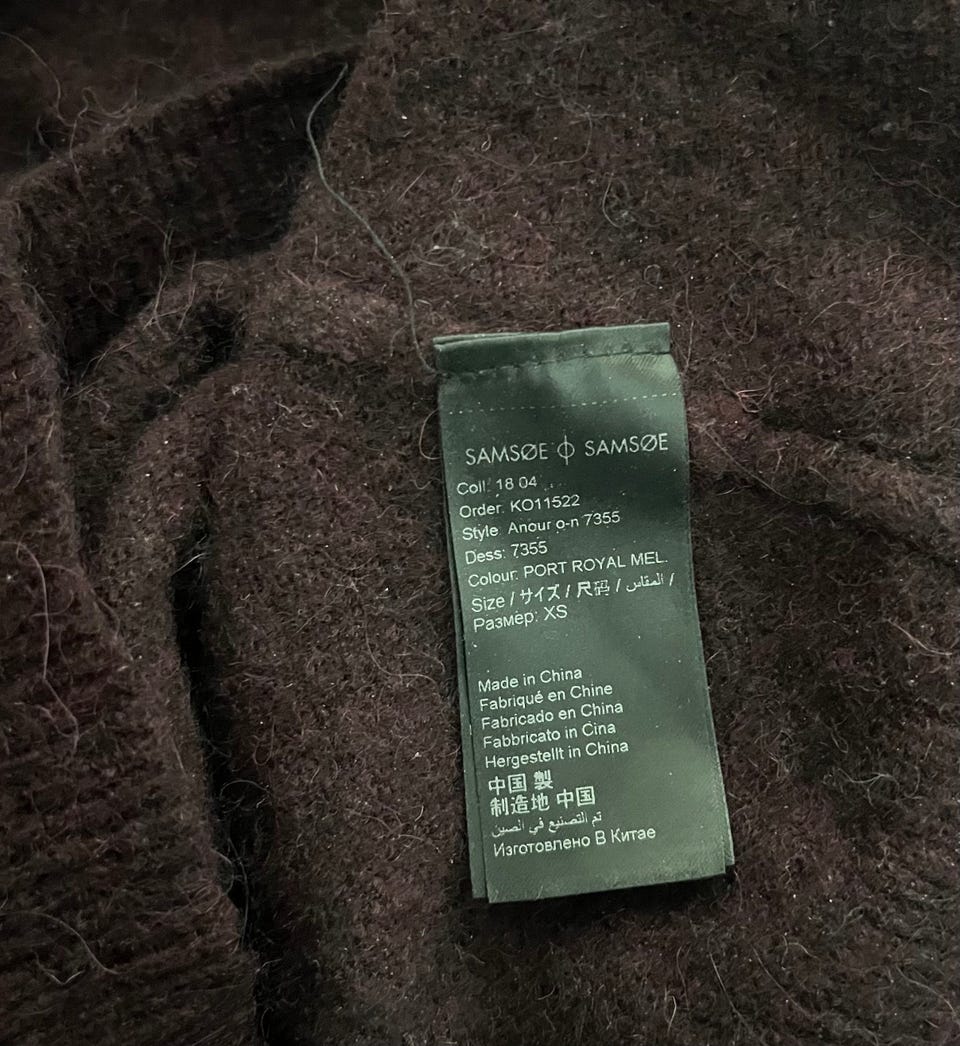 SAMSØE ϕ SAMSØE
Coll: 18 04
Order: KO11522
Style Anour o-n 7355
Dess: 7355
Colour: PORT ROYAL MEL.
Size / サイズ / 尺码 / المقاس /
Размер: XS
Made in China
Fabriqué en Chine
Fabricado en China
Fabbricato in Cina
Hergestellt in China
中国 製
制造地 中国
تم التصنيع في الصين
Изготовлено В Китае